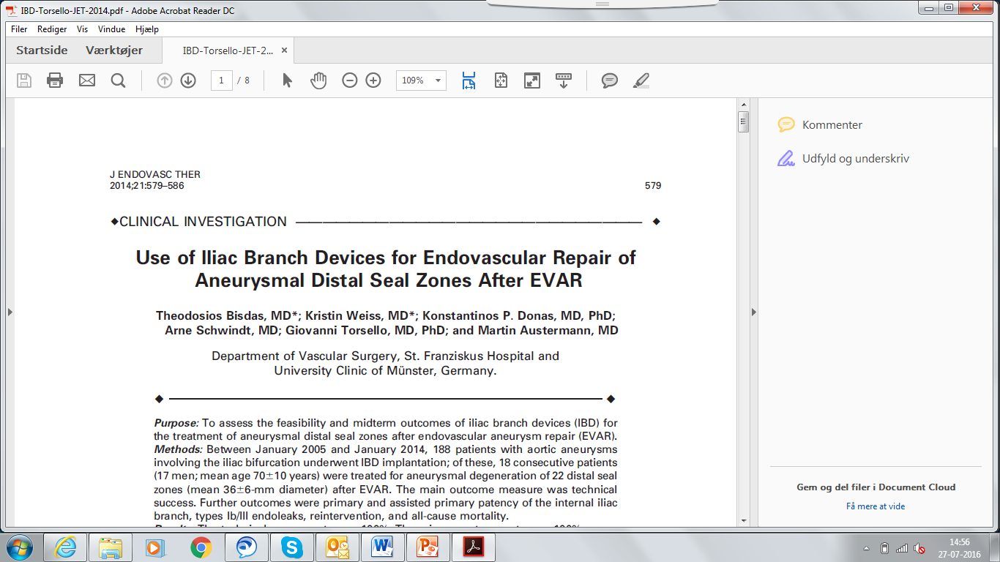 IBD-Torsello-JET-2014.pdf - Adobe Acrobat Reader DC
Filer Rediger Vis Vindue Hjælp
Startside Værktøjer IBD-Torsello-JET-2...
1 / 8 109%
Kommenter
Udfyld og underskriv
J ENDOVASC THER
2014;21:579–586 579
CLINICAL INVESTIGATION
Use of Iliac Branch Devices for Endovascular Repair of
Aneurysmal Distal Seal Zones After EVAR
Theodosios Bisdas, MD*; Kristin Weiss, MD*; Konstantinos P. Donas, MD, PhD;
Arne Schwindt, MD; Giovanni Torsello, MD, PhD; and Martin Austermann, MD
Department of Vascular Surgery, St. Franziskus Hospital and
University Clinic of Münster, Germany.
Purpose: To assess the feasibility and midterm outcomes of iliac branch devices (IBD) for
the treatment of aneurysmal distal seal zones after endovascular aneurysm repair (EVAR).
Methods: Between January 2005 and January 2014, 188 patients with aortic aneurysms
involving the iliac bifurcation underwent IBD implantation; of these, 18 consecutive patients
(17 men; mean age 70±10 years) were treated for aneurysmal degeneration of 22 distal seal
zones (mean 36±6-mm diameter) after EVAR. The main outcome measure was technical
success. Further outcomes were primary and assisted primary patency of the internal iliac
branch, types Ib/III endoleaks, reintervention, and all-cause mortality.
Gem og del filer i Document Cloud
Få mere at vide
14:56
27-07-2016